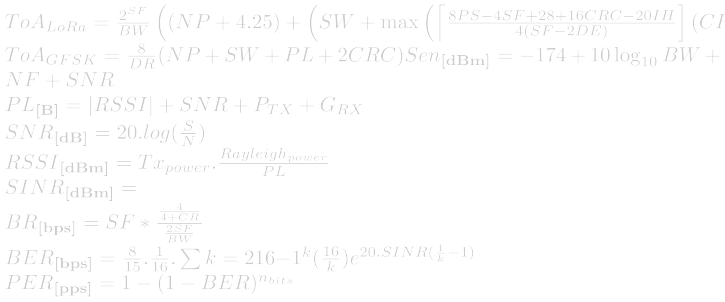 ToA_{LoRa} = \frac{2^{SF}}{BW} \left( (NP + 4.25) + \left( SW + \max \left( \left\lceil \frac{8PS-4SF+28+16CRC-20IH}{4(SF-2DE)} \right\rceil (CI
ToA_{GFSK} = \frac{8}{DR}(NP + SW + PL + 2CRC)Sen_{[dBm]} = -174 + 10 \log_{10} BW +
NF + SNR
PL_{[B]} = |RSSI| + SNR + P_{TX} + G_{RX}
SNR_{[dB]} = 20.log(\frac{S}{N})
RSSI_{[dBm]} = Tx_{power}.\frac{Rayleigh_{power}}{PL}
SINR_{[dBm]} =
BR_{[bps]} = SF * \frac{\frac{4}{4+CR}}{\frac{2SF}{BW}}
BER_{[bps]} = \frac{8}{15}.\frac{1}{16}.\sum k = 216-1^k(\frac{16}{k})e^{20.SINR(\frac{1}{k}-1)}
PER_{[pps]} = 1 - (1 - BER)^{n_{bits}}